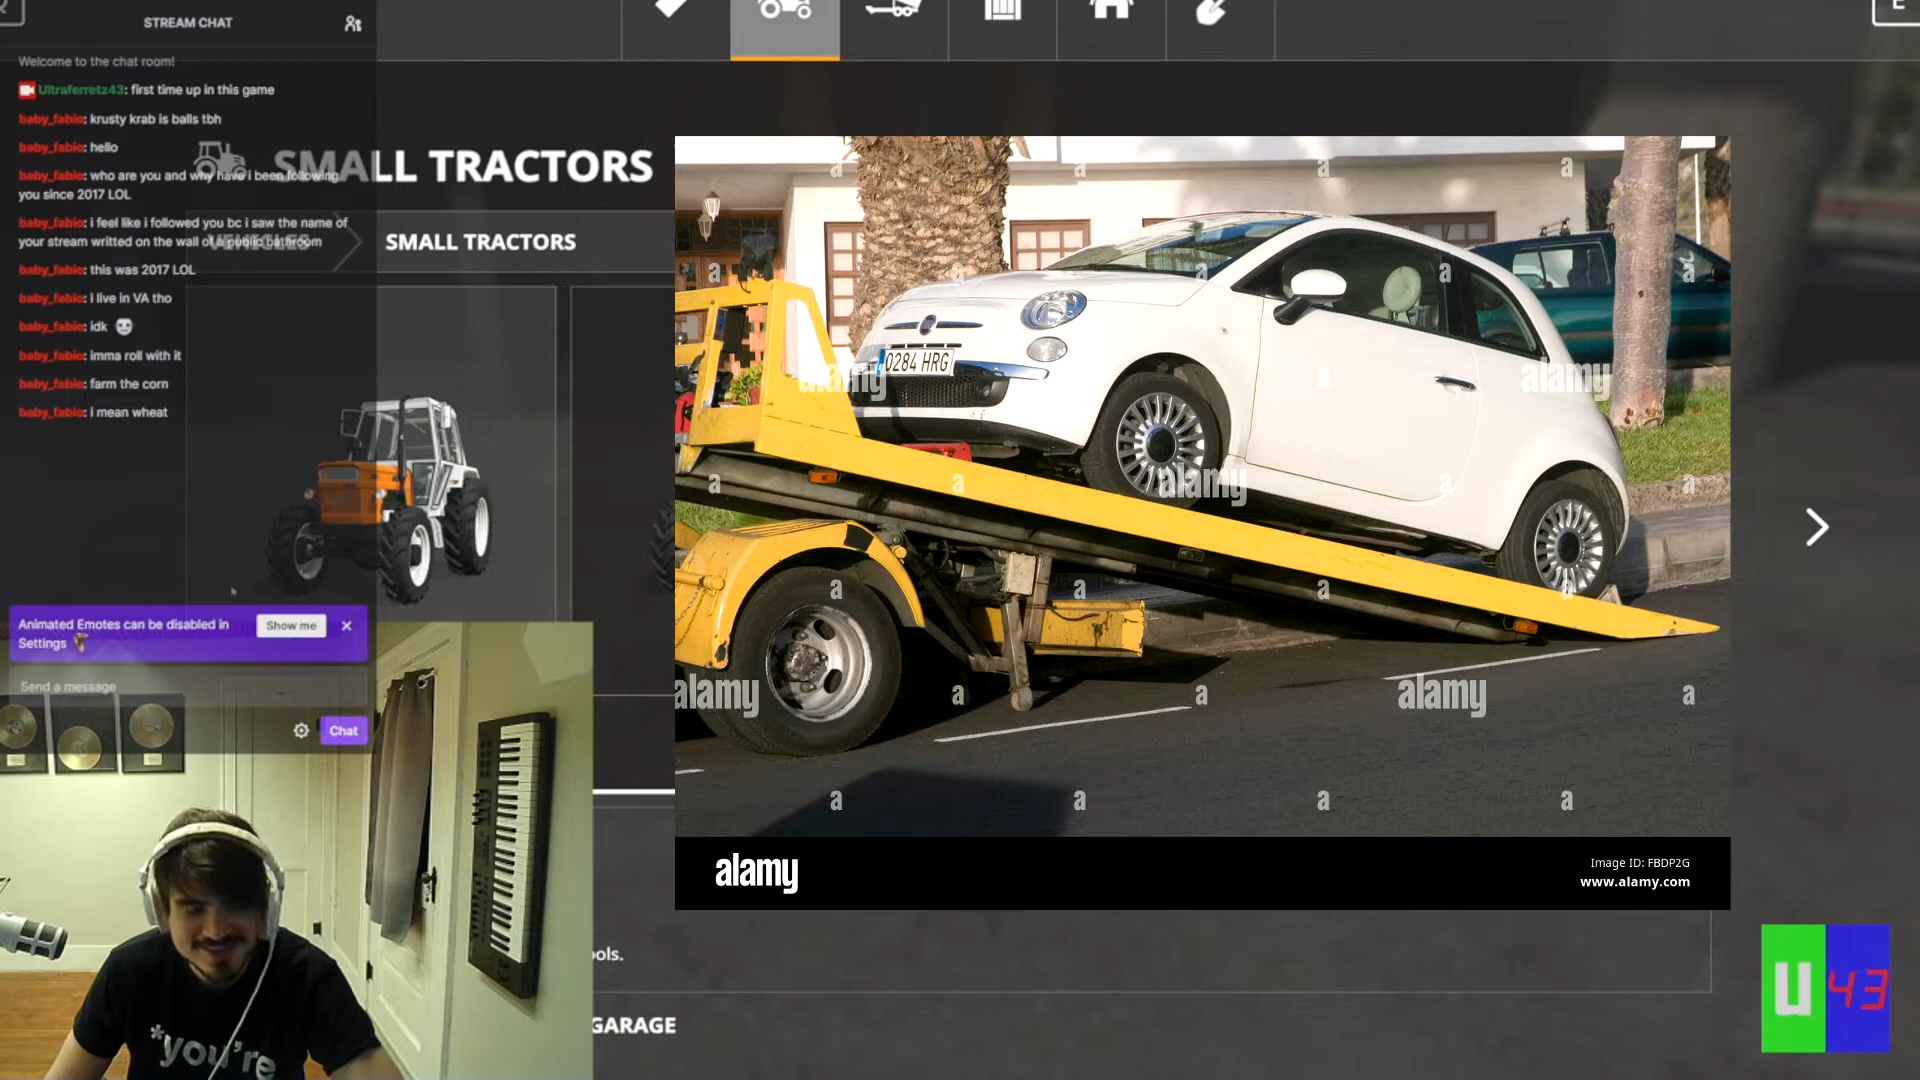 STREAM CHAT
Welcome to the chat room!
Ultraferretz43: first time up in this game
baby_fabio: krusty krab is balls tbh
baby_fabio: hello
baby_fabio: who are you and why have i been following
you since 2017 LOL
baby_fabio: i feel like i followed you bc i saw the name of
your stream writted on the wall of a public bathroom
baby_fabio: this was 2017 LOL
baby_fabio: i live in VA tho
baby_fabio: idk
baby_fabio: imma roll with it
baby_fabio: farm the corn
baby_fabio: i mean wheat
SMALL TRACTORS
VEHICLES
SMALL TRACTORS
E
Animated Emotes can be disabled in
Settings
Show me
Send a message
Chat
0284 HRG
a a a
a a a a
alamy a alamy
a a alamy a a
a a a a
alamy a a alamy a
a a a a
alamy
Image ID: FBDP2G
www.alamy.com
ools.
GARAGE
*you're
U 43